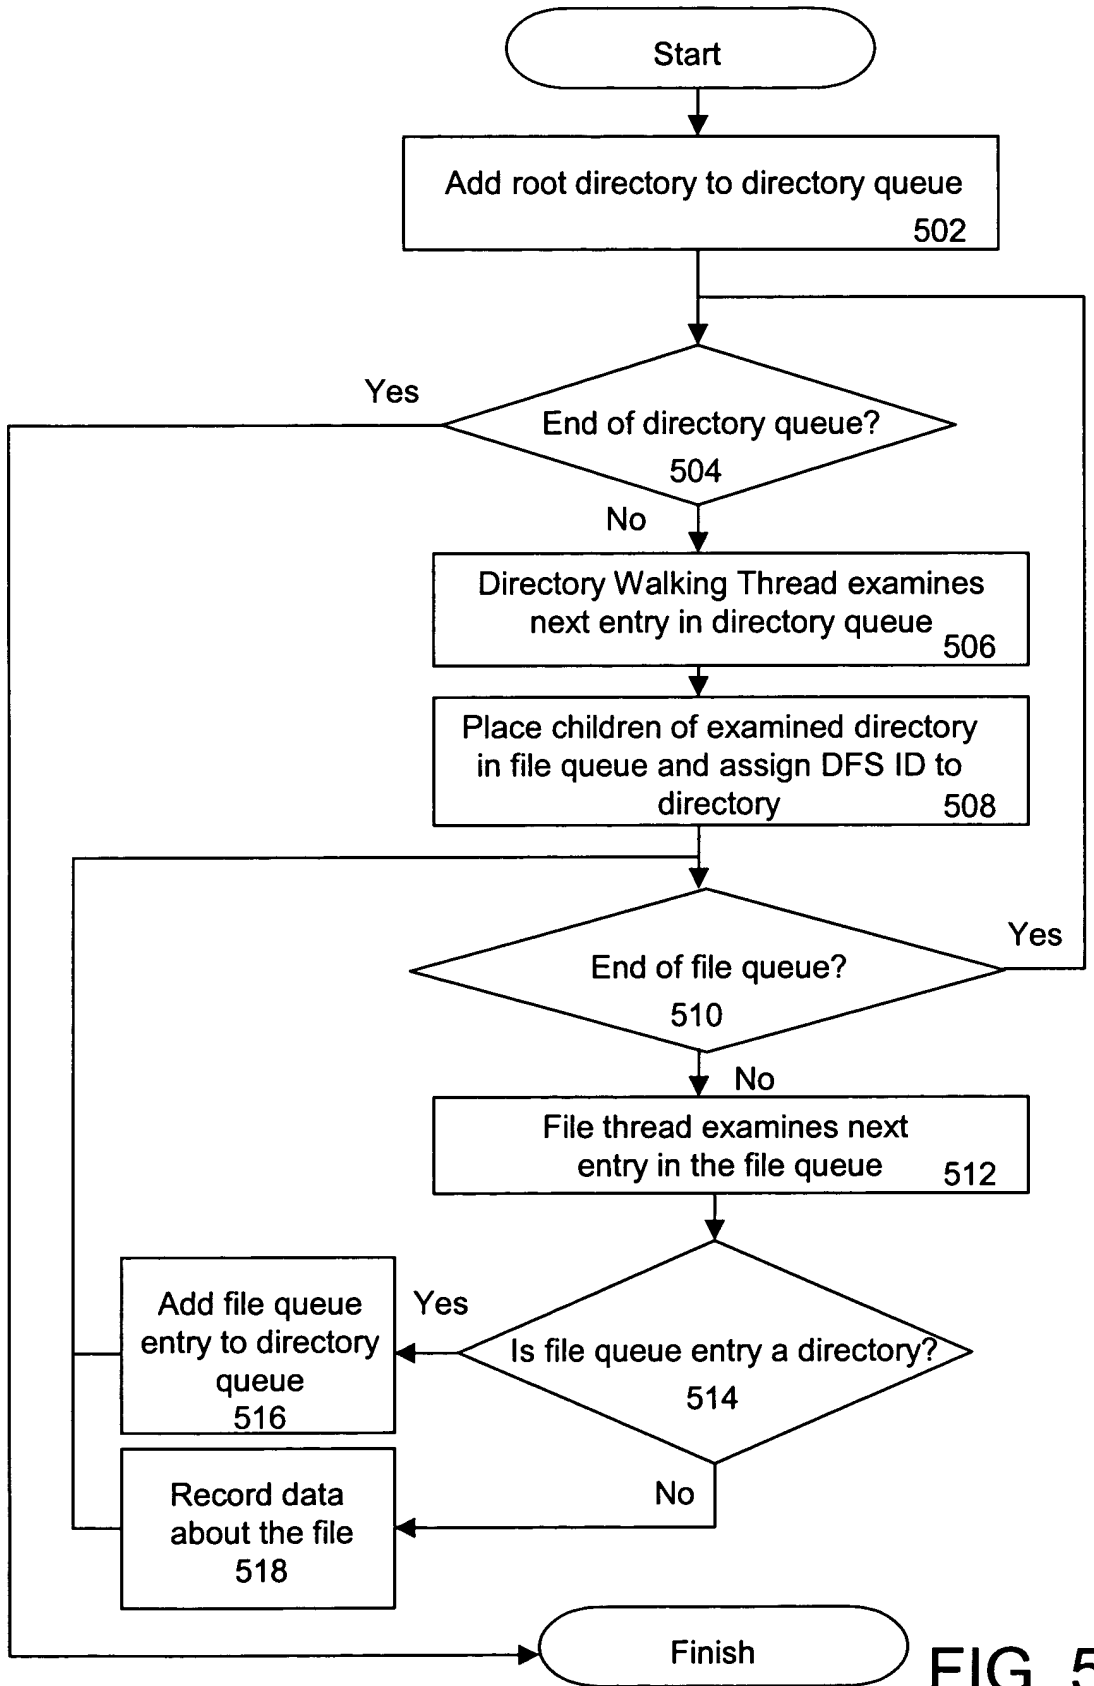 Start
Add root directory to directory queue
502
Yes
End of directory queue?
504
No
Directory Walking Thread examines
next entry in directory queue
506
Place children of examined directory
in file queue and assign DFS ID to
directory
508
Yes
End of file queue?
510
No
File thread examines next
entry in the file queue
512
Add file queue
entry to directory
queue
516
Yes
Is file queue entry a directory?
514
No
Record data
about the file
518
Finish
FIG. 5